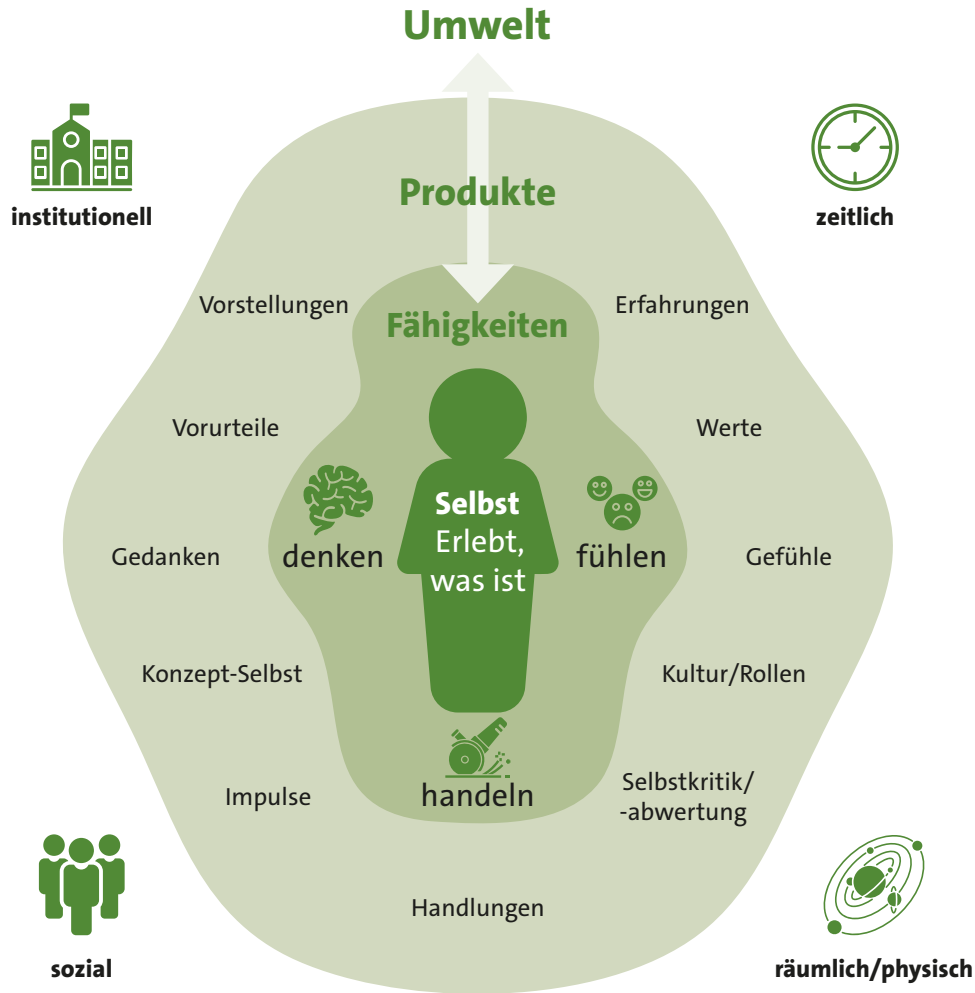 Umwelt
institutionell
zeitlich
Produkte
Vorstellungen
Erfahrungen
Fähigkeiten
Vorurteile
Werte
Selbst
Erlebt,
was ist
denken
fühlen
Gedanken
Gefühle
Konzept-Selbst
Kultur/Rollen
Impulse
handeln
Selbstkritik/
-abwertung
Handlungen
sozial
räumlich/physisch